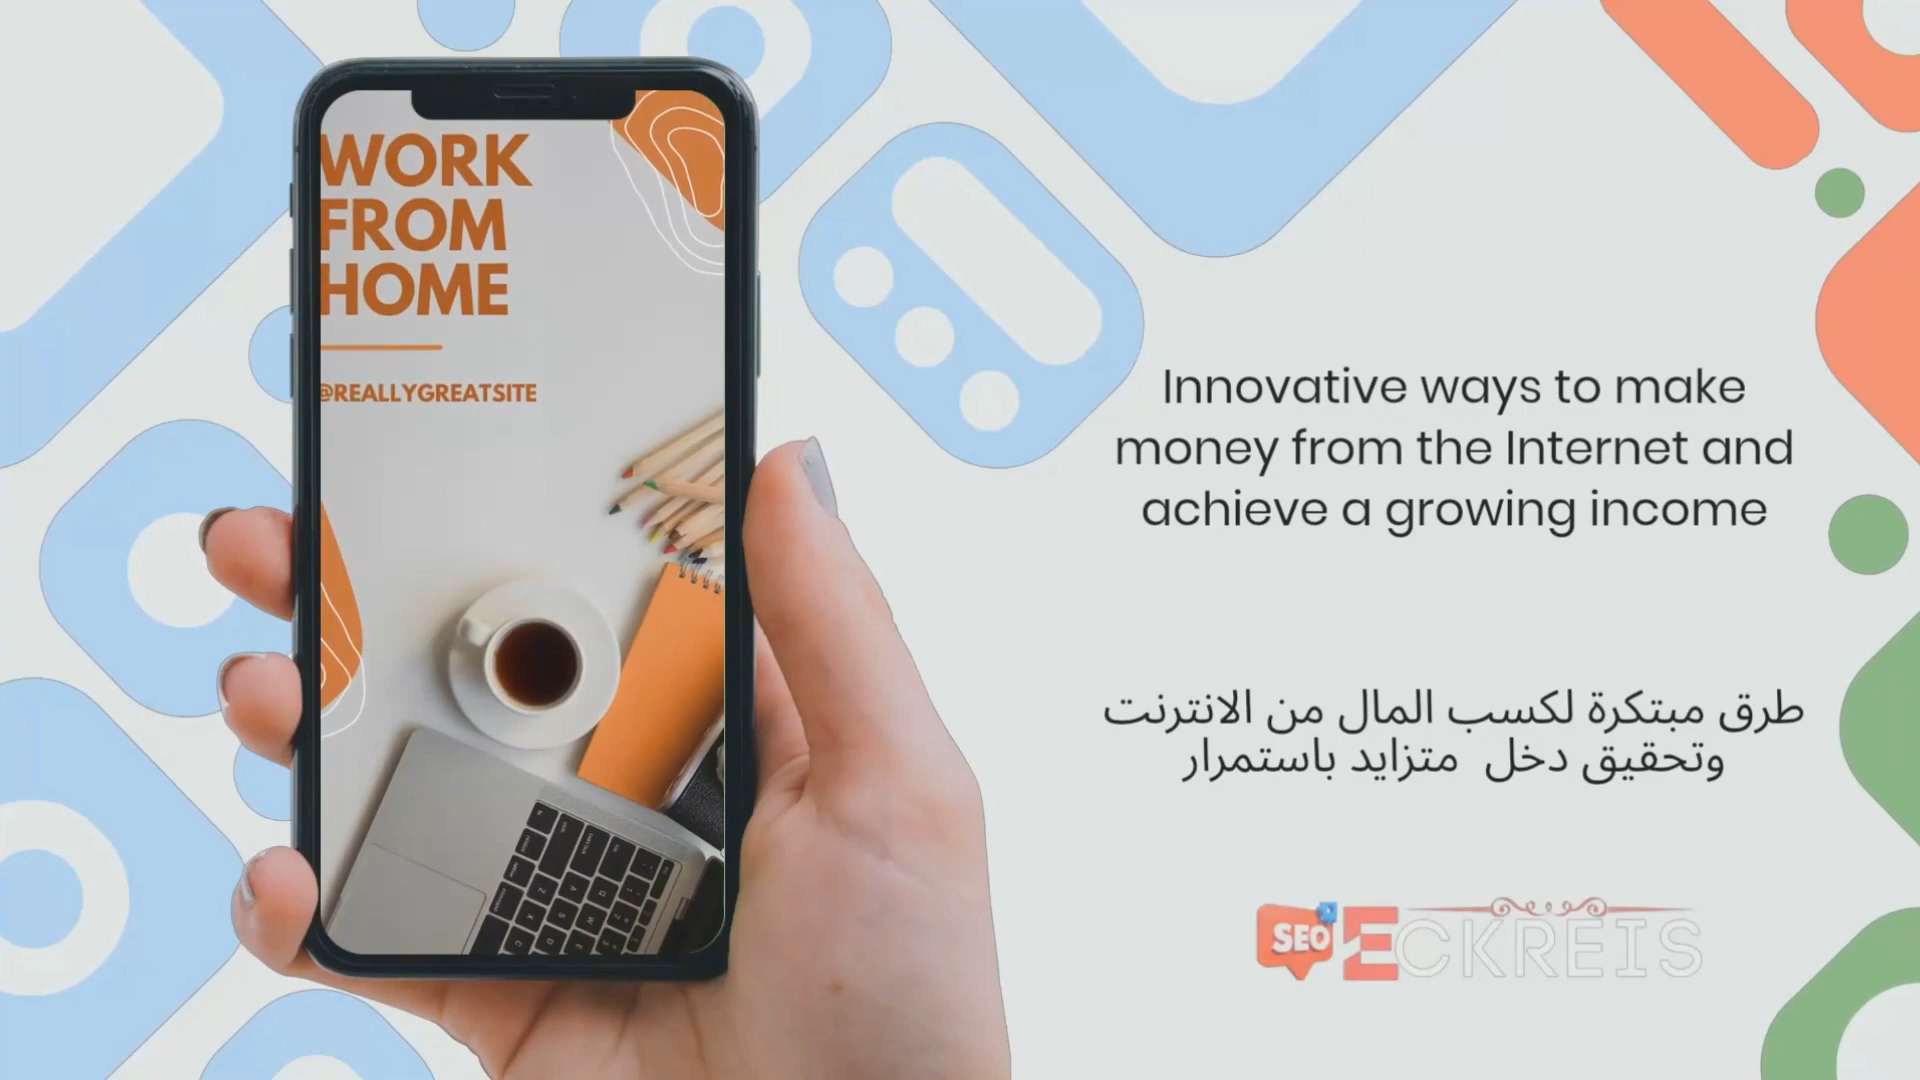 WORK
FROM
HOME
@REALLYGREATSITE
Innovative ways to make
money from the Internet and
achieve a growing income
طرق مبتكرة لكسب المال من الانترنت
وتحقيق دخل  متزايد باستمرار
SEO ECKREIS